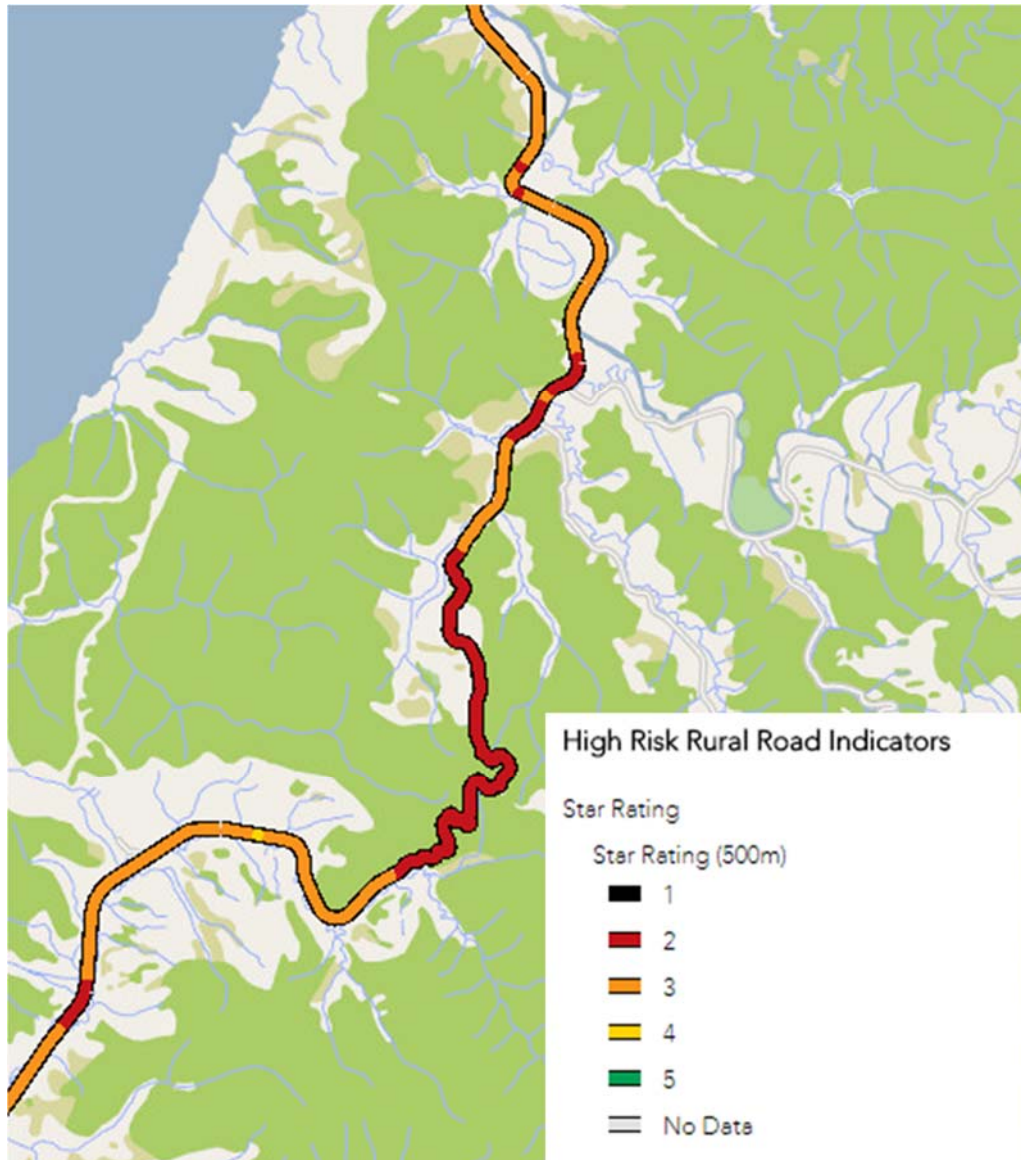 High Risk Rural Road Indicators
Star Rating
Star Rating (500m)
1
2
3
4
5
No Data